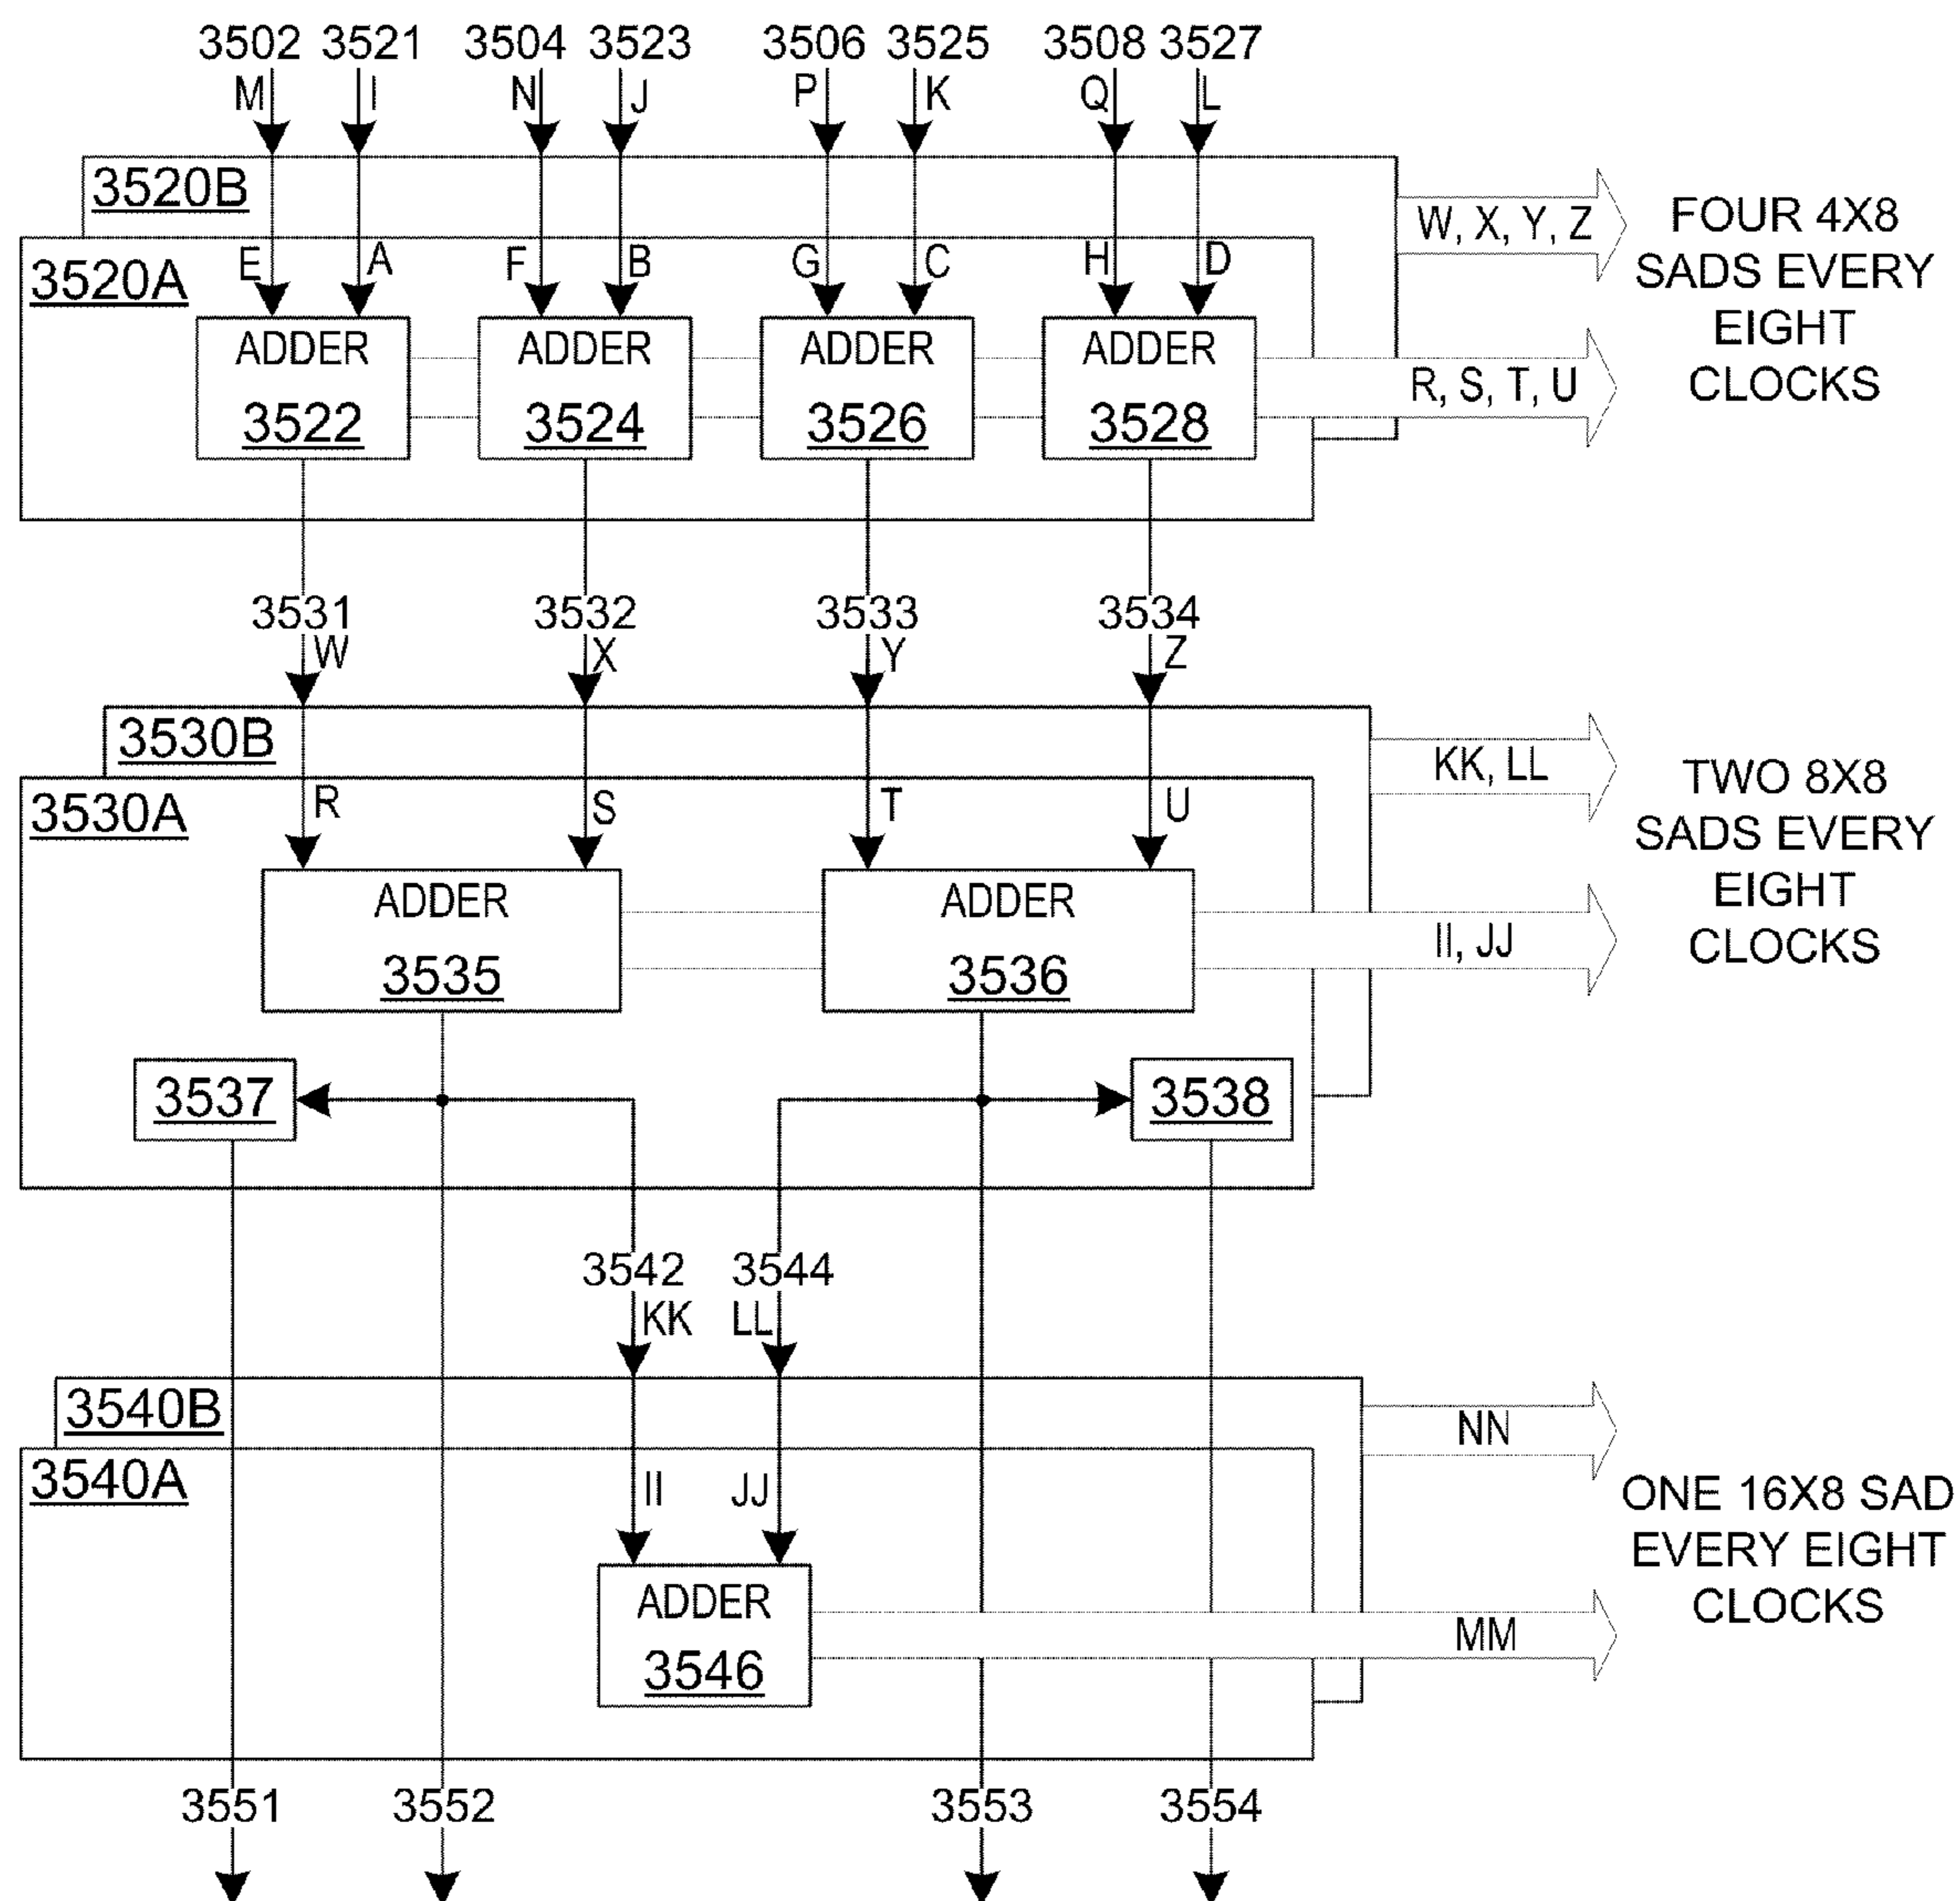 3502 3521 3504 3523 3506 3525 3508 3527
M I N J P K Q L
3520B
W, X, Y, Z
FOUR 4X8
SADS EVERY
EIGHT
CLOCKS
3520A
E A F B G C H D
ADDER ADDER ADDER ADDER
3522 3524 3526 3528
R, S, T, U
3531 3532 3533 3534
W X Y Z
3530B
KK, LL
TWO 8X8
SADS EVERY
EIGHT
CLOCKS
3530A
R S T U
ADDER ADDER
3535 3536
II, JJ
3537 3538
3542 3544
KK LL
3540B
NN
3540A
II JJ
ONE 16X8 SAD
EVERY EIGHT
CLOCKS
ADDER
3546
MM
3551 3552 3553 3554